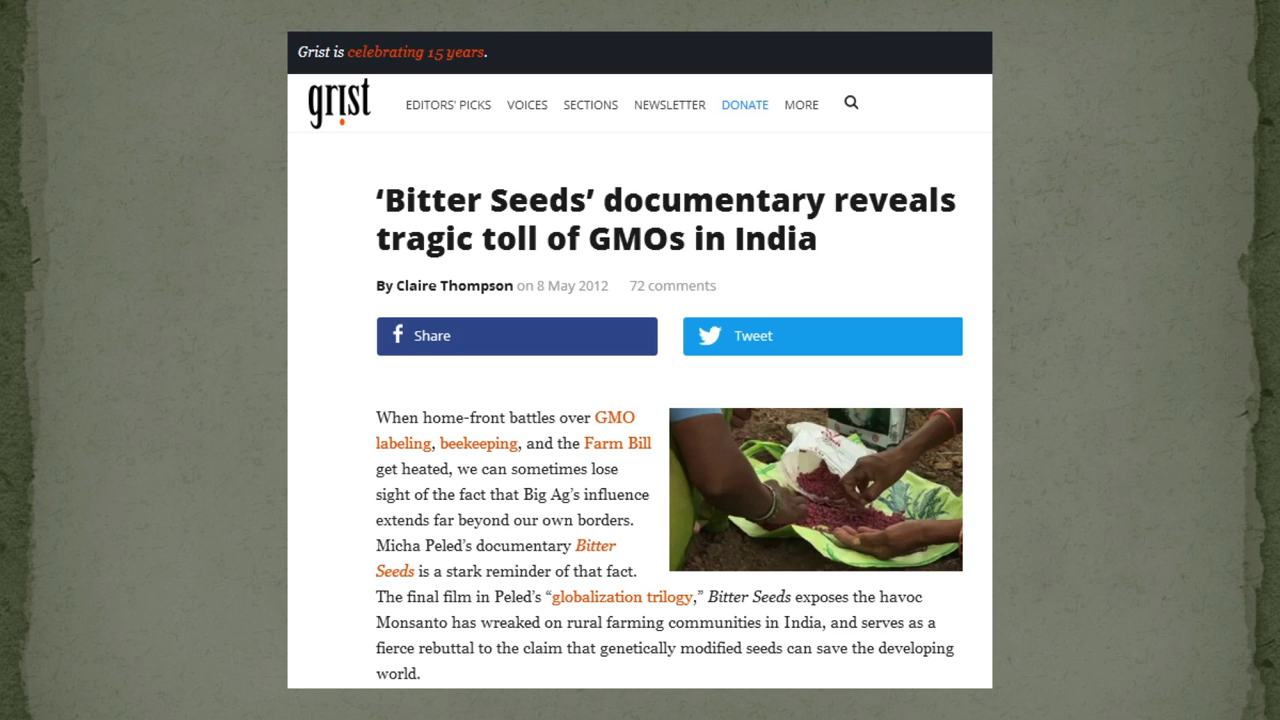 Grist is celebrating 15 years.
grist
EDITORS' PICKS VOICES SECTIONS NEWSLETTER DONATE MORE
‘Bitter Seeds’ documentary reveals
tragic toll of GMOs in India
By Claire Thompson on 8 May 2012 72 comments
Share
Tweet
When home-front battles over GMO
labeling, beekeeping, and the Farm Bill
get heated, we can sometimes lose
sight of the fact that Big Ag’s influence
extends far beyond our own borders.
Micha Peled’s documentary Bitter
Seeds is a stark reminder of that fact.
The final film in Peled’s “globalization trilogy,” Bitter Seeds exposes the havoc
Monsanto has wreaked on rural farming communities in India, and serves as a
fierce rebuttal to the claim that genetically modified seeds can save the developing
world.